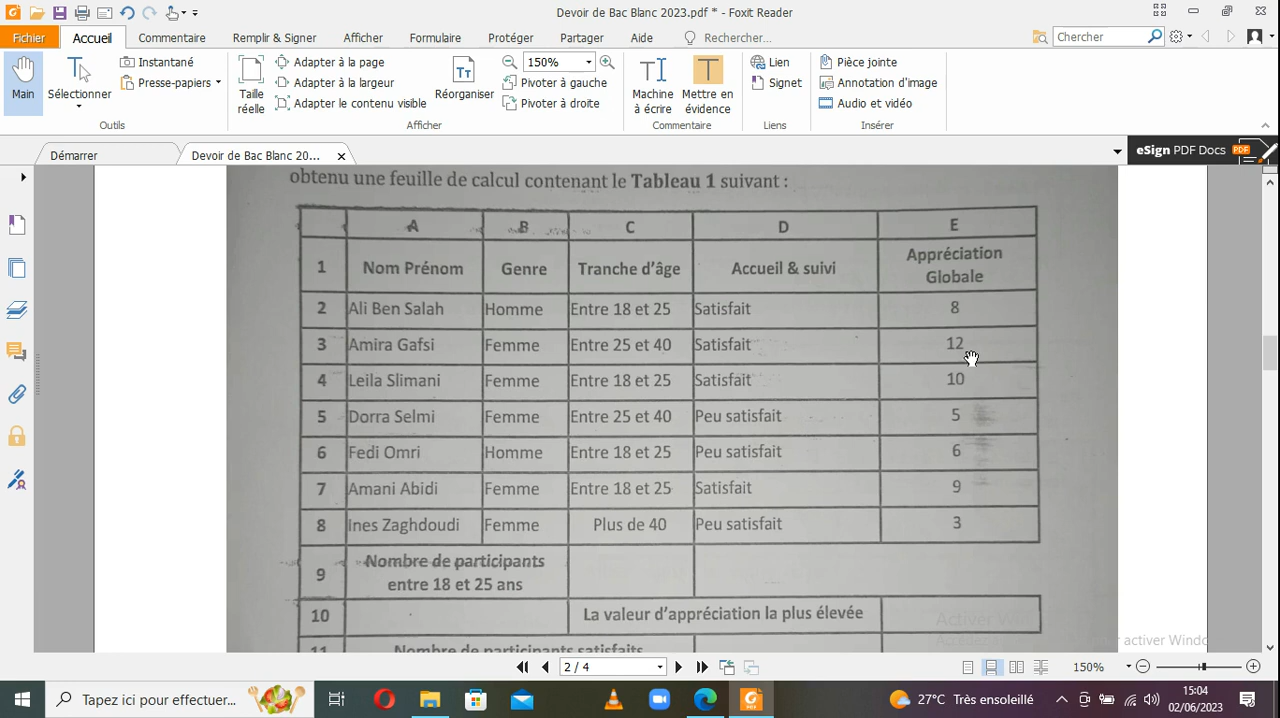 Devoir de Bac Blanc 2023.pdf * - Foxit Reader
Fichier Accueil Commentaire Remplir & Signer Afficher Formulaire Protéger Partager Aide Rechercher... Chercher
Main
Sélectionner
Instantané
Presse-papiers
Outils
Taille réelle
Adapter à la page
Adapter à la largeur
Adapter le contenu visible
Réorganiser
150%
Pivoter à gauche
Pivoter à droite
Afficher
Machine à écrire
Mettre en évidence
Commentaire
Lien
Signet
Liens
Pièce jointe
Annotation d'image
Audio et vidéo
Insérer
Démarrer
Devoir de Bac Blanc 20...
eSign PDF Docs
PDF
obtenu une feuille de calcul contenant le Tableau 1 suivant :
A B C D E
1 Nom Prénom Genre Tranche d'âge Accueil & suivi Appréciation Globale
2 Ali Ben Salah Homme Entre 18 et 25 Satisfait 8
3 Amira Gafsi Femme Entre 25 et 40 Satisfait 12
4 Leila Slimani Femme Entre 18 et 25 Satisfait 10
5 Dorra Selmi Femme Entre 25 et 40 Peu satisfait 5
6 Fedi Omri Homme Entre 18 et 25 Peu satisfait 6
7 Amani Abidi Femme Entre 18 et 25 Satisfait 9
8 Ines Zaghdoudi Femme Plus de 40 Peu satisfait 3
9 Nombre de participants entre 18 et 25 ans
10 La valeur d'appréciation la plus élevée
11 Nombre de participants satisfaits
Activer Win
activer Windo
2 / 4
150%
Tapez ici pour effectuer...
27°C Très ensoleillé
15:04
02/06/2023